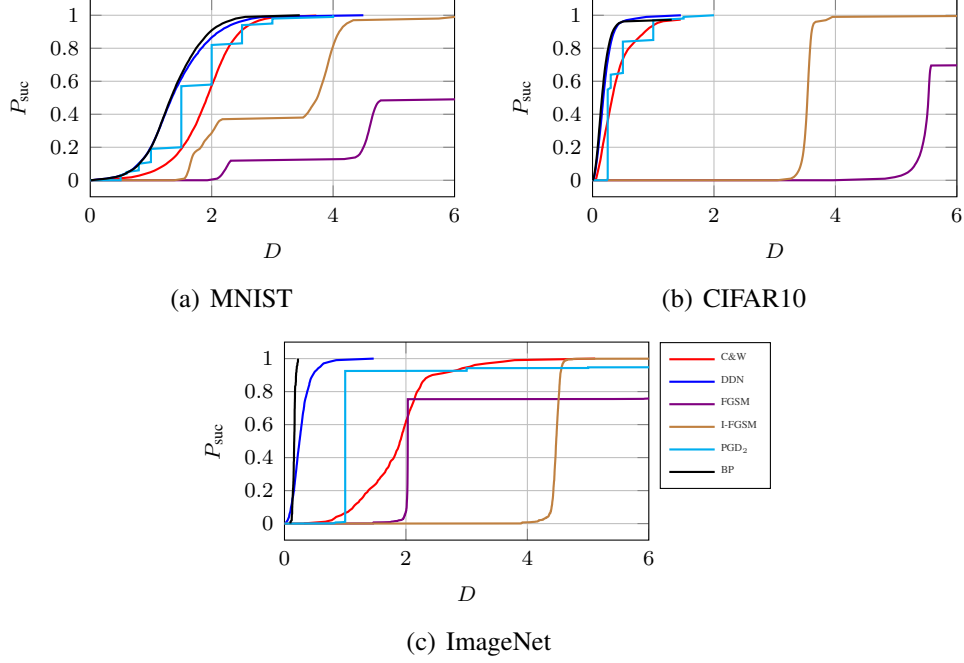 1
0.8
0.6
0.4
0.2
0
P_suc
0 2 4 6
D
(a) MNIST
1
0.8
0.6
0.4
0.2
0
P_suc
0 2 4 6
D
(b) CIFAR10
1
0.8
0.6
0.4
0.2
0
P_suc
0 2 4 6
D
C&W
DDN
FGSM
I-FGSM
PGD₂
BP
(c) ImageNet